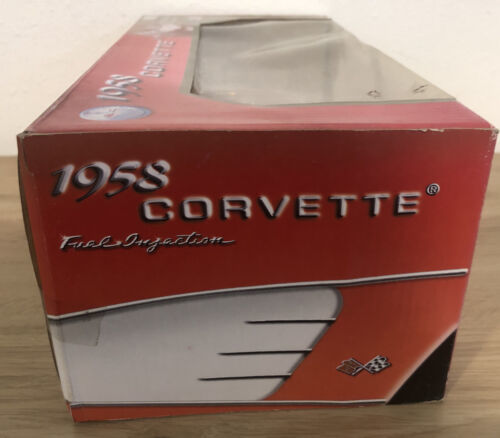 1958
CORVETTE
1958
CORVETTE®
Fuel Injection